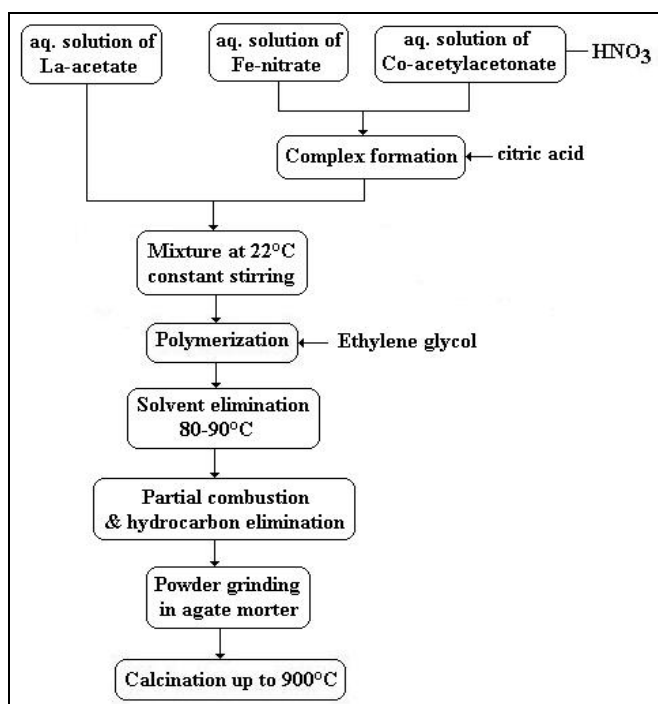 aq. solution of
La-acetate
aq. solution of
Fe-nitrate
aq. solution of
Co-acetylacetonate
HNO3
Complex formation
citric acid
Mixture at 22°C
constant stirring
Polymerization
Ethylene glycol
Solvent elimination
80-90°C
Partial combustion
& hydrocarbon elimination
Powder grinding
in agate morter
Calcination up to 900°C